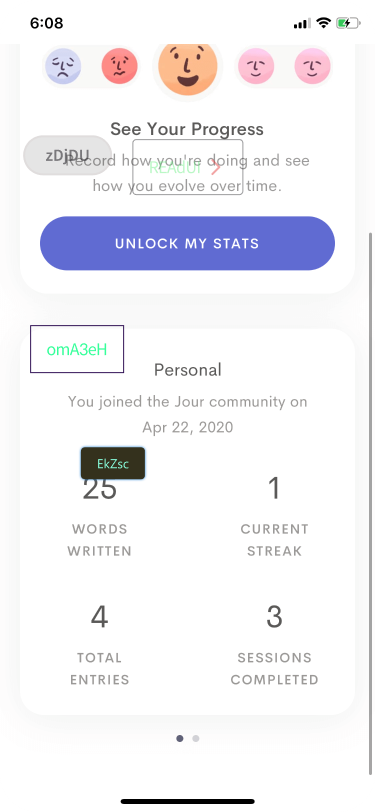 6:08
See Your Progress
zDjDU
Record how you're doing and see
how you evolve over time.
UNLOCK MY STATS
omA3eH
Personal
You joined the Jour community on
Apr 22, 2020
EkZsc
25
1
WORDS
WRITTEN
CURRENT
STREAK
4
3
TOTAL
ENTRIES
SESSIONS
COMPLETED